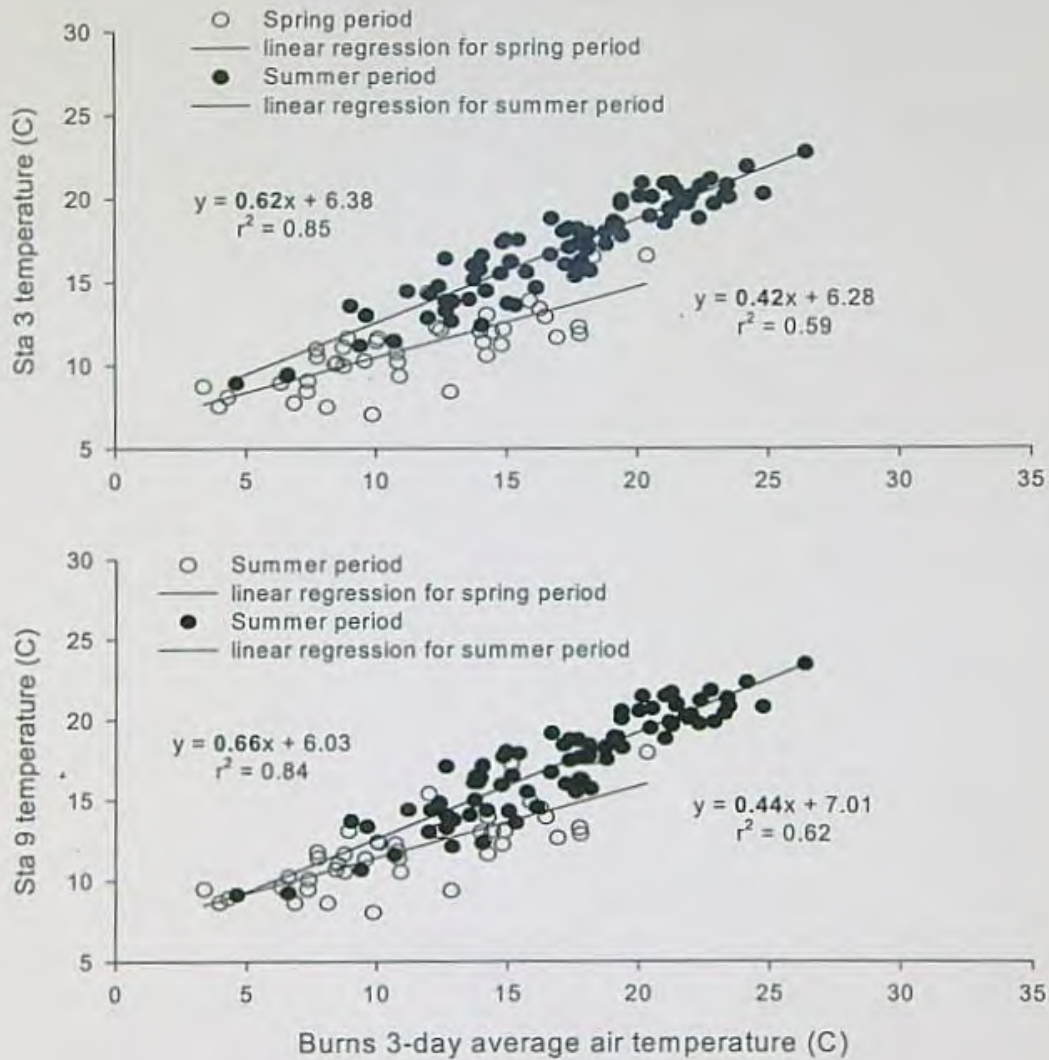 Spring period
linear regression for spring period
Summer period
linear regression for summer period
30
25
20
15
10
5
Sta 3 temperature (C)
y = 0.62x + 6.38
r² = 0.85
y = 0.42x + 6.28
r² = 0.59
0 5 10 15 20 25 30 35
Summer period
linear regression for spring period
Summer period
linear regression for summer period
30
25
20
15
10
5
Sta 9 temperature (C)
y = 0.66x + 6.03
r² = 0.84
y = 0.44x + 7.01
r² = 0.62
0 5 10 15 20 25 30 35
Burns 3-day average air temperature (C)